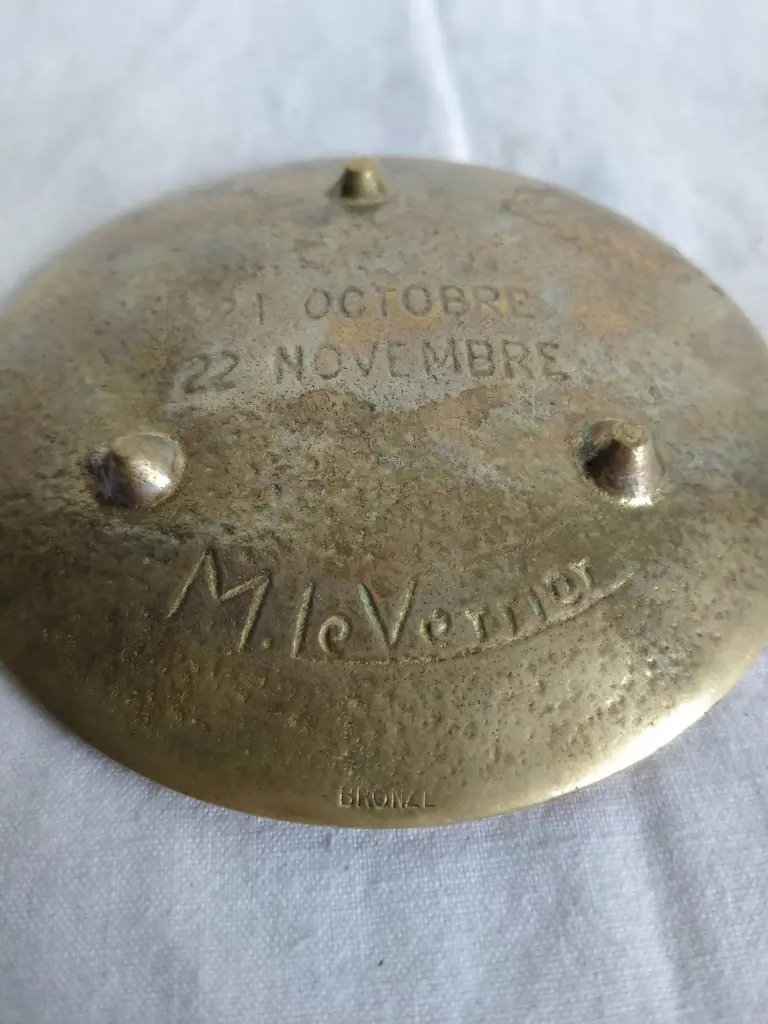 21 OCTOBRE
22 NOVEMBRE
M. le Verrier
BRONZE